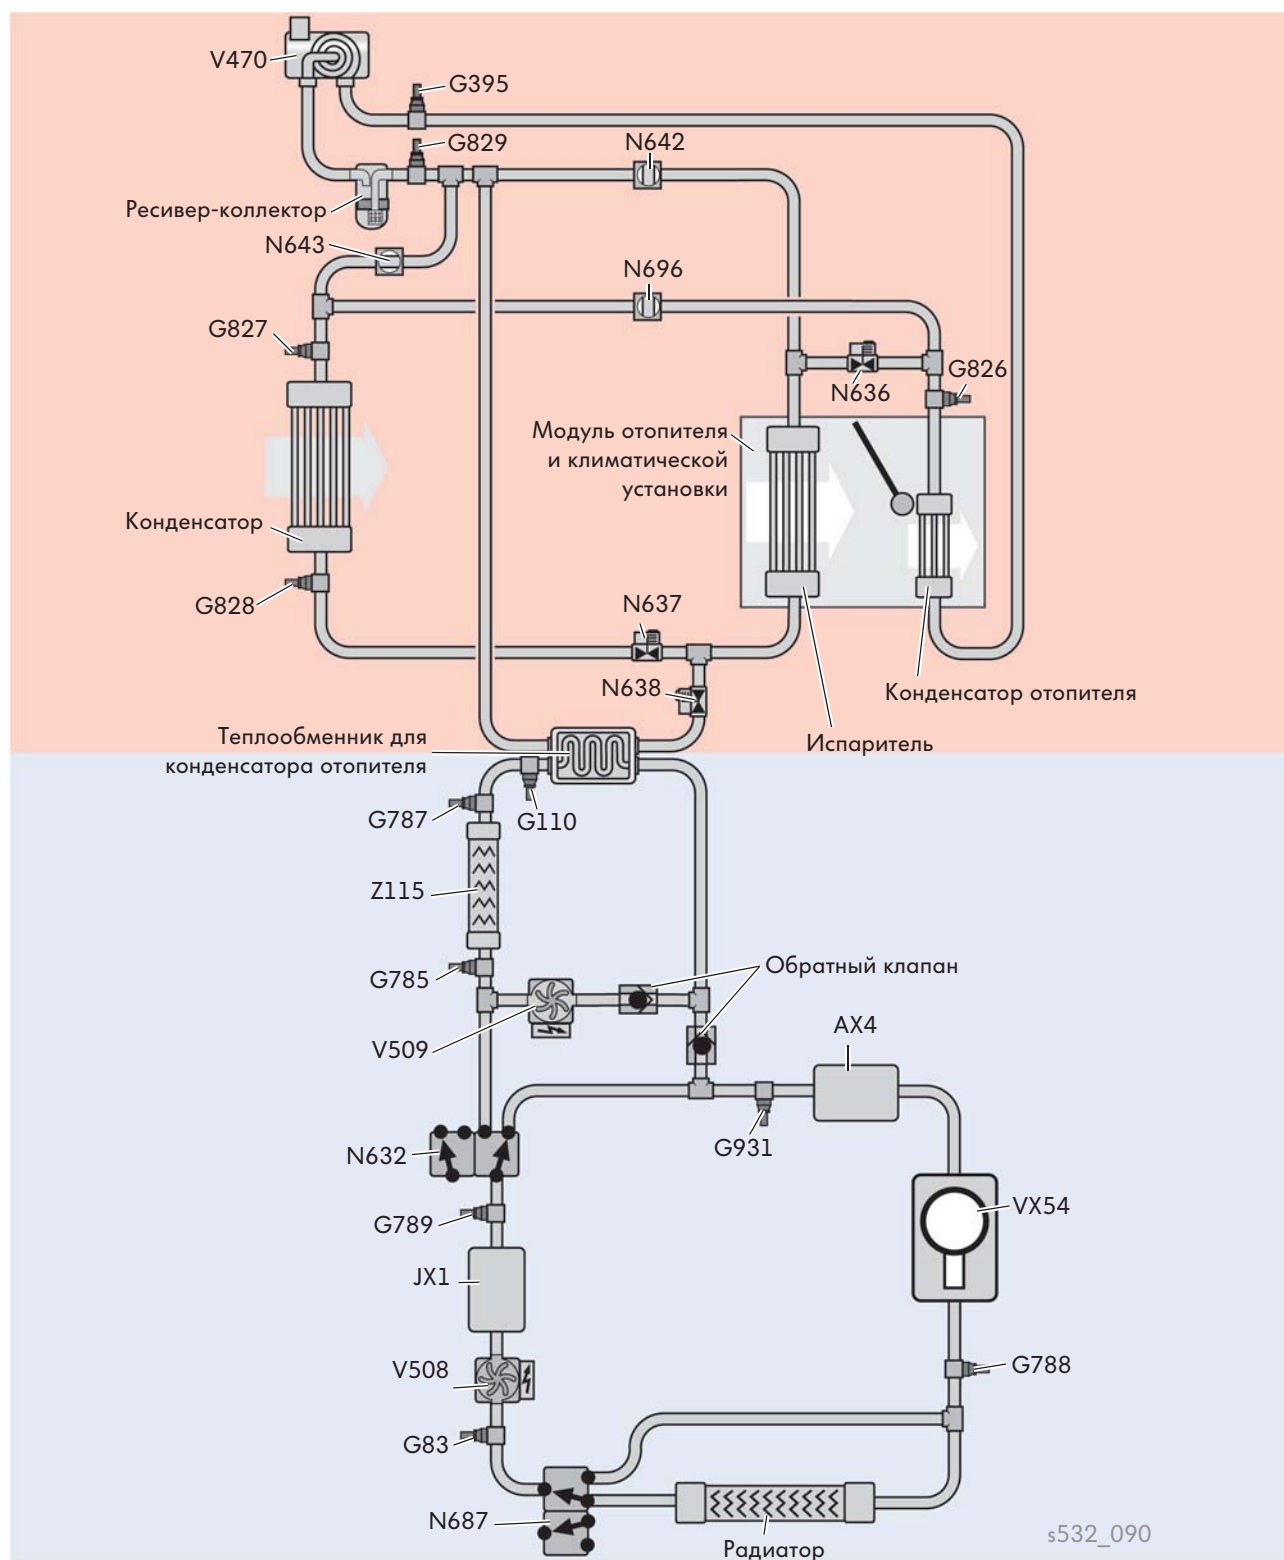 V470
G395
G829
N642
Ресивер-коллектор
N643
N696
G827
N636
G826
Модуль отопителя
и климатической
установки
Конденсатор
G828
N637
N638
Конденсатор отопителя
Испаритель
Теплообменник для
конденсатора отопителя
G787
G110
Z115
G785
Обратный клапан
V509
AX4
N632
G931
G789
VX54
JX1
V508
G788
G83
N687
Радиатор
s532_090